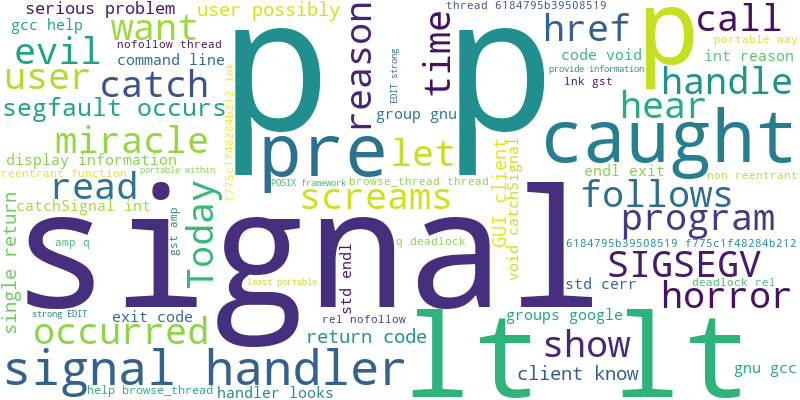 serious problem
user possibly
thread 6184795b39508519
gcc help
want
reason
time
href
p
call
nofollow thread
evil
command line
p
p
EDIT strong
code void
portable way
int reason
provide information
user
catch
lnk gst
handle
segfault occurs
group gnu
hear
f775c1f48284b212 lnk
miracle
pre
let
caught
display information
portable within
endl exit
non reentrant
reentrant function
read
POSIX framework
browse_thread thread
GUI client
follows
screams
void catchSignal
catchSignal int
Today
program
single return
gst amp
signal
amp q
std endl
q deadlock
6184795b39508519 f775c1f48284b212
SIGSEGV
least portable
std cerr
deadlock rel
horror
strong EDIT
exit code
rel nofollow
groups google
occurred
return code
lt
lt
show
signal handler
client know
gnu gcc
help browse_thread
handler looks